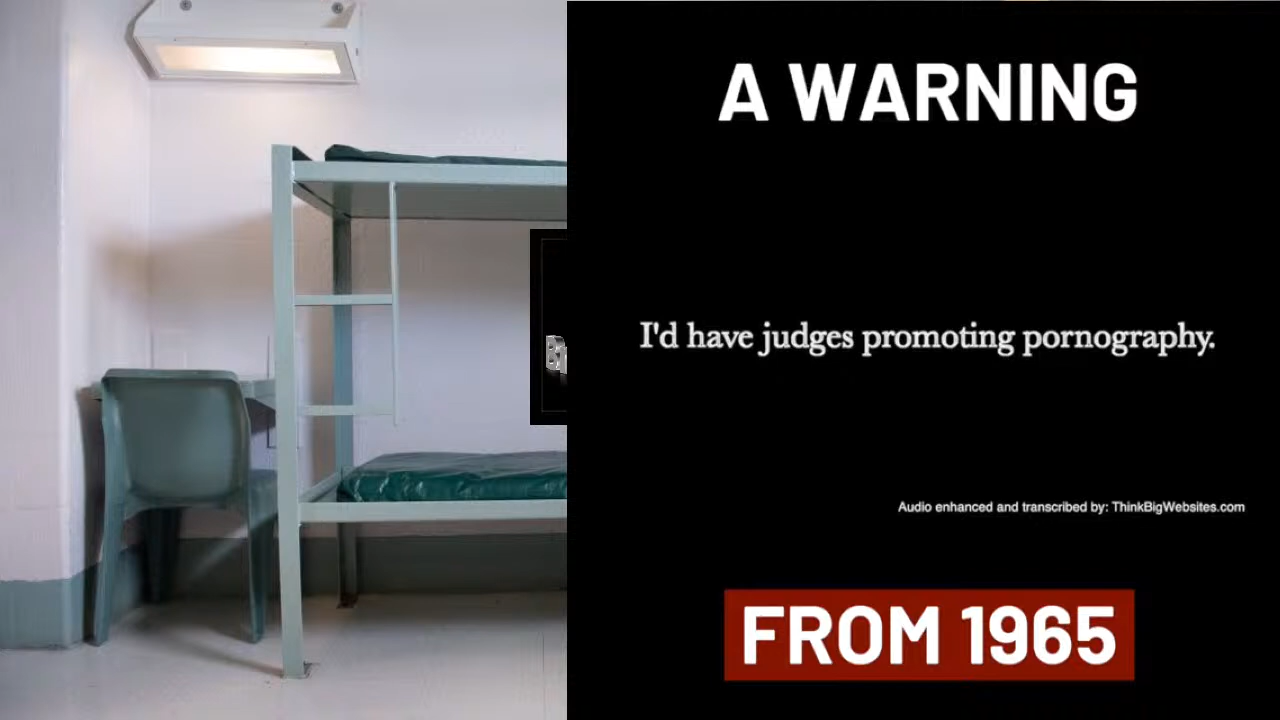 A WARNING
I'd have judges promoting pornography.
Audio enhanced and transcribed by: ThinkBigWebsites.com
FROM 1965